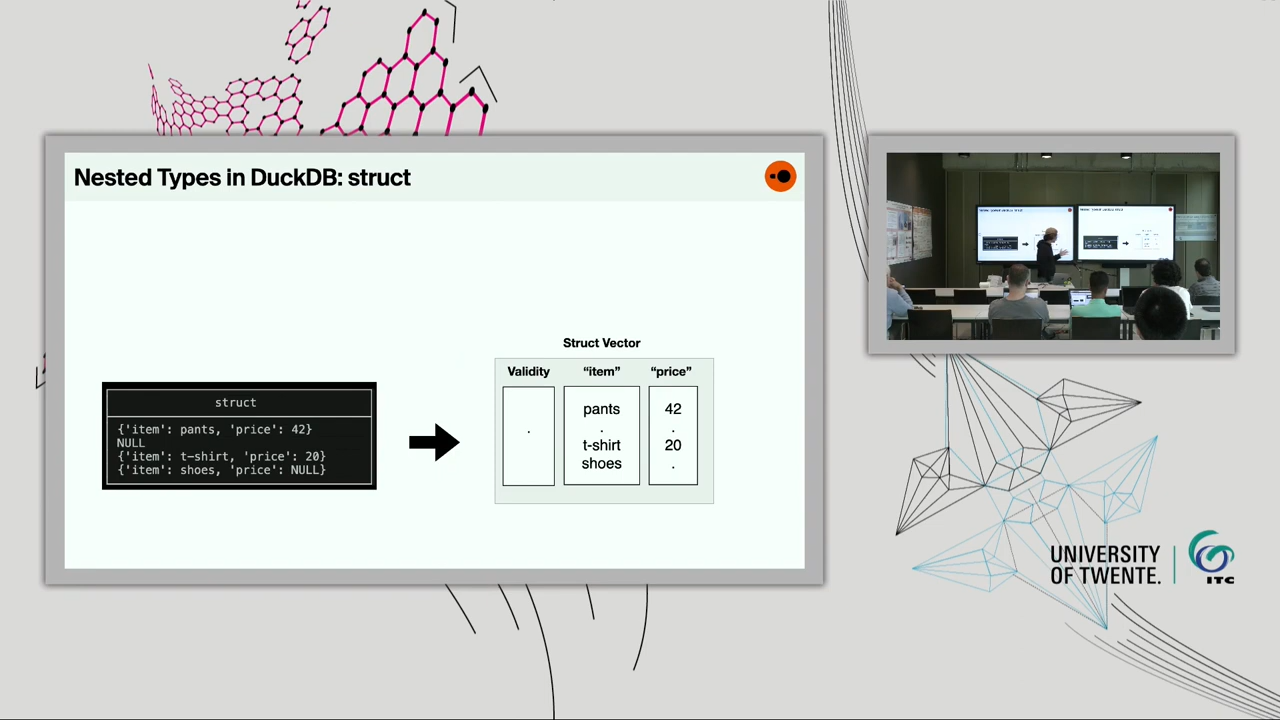 Nested Types in DuckDB: struct
struct
{'item': pants, 'price': 42}
NULL
{'item': t-shirt, 'price': 20}
{'item': shoes, 'price': NULL}
Struct Vector
Validity “item” “price”
pants 42
. . .
t-shirt 20
shoes .
UNIVERSITY
OF TWENTE.
ITC